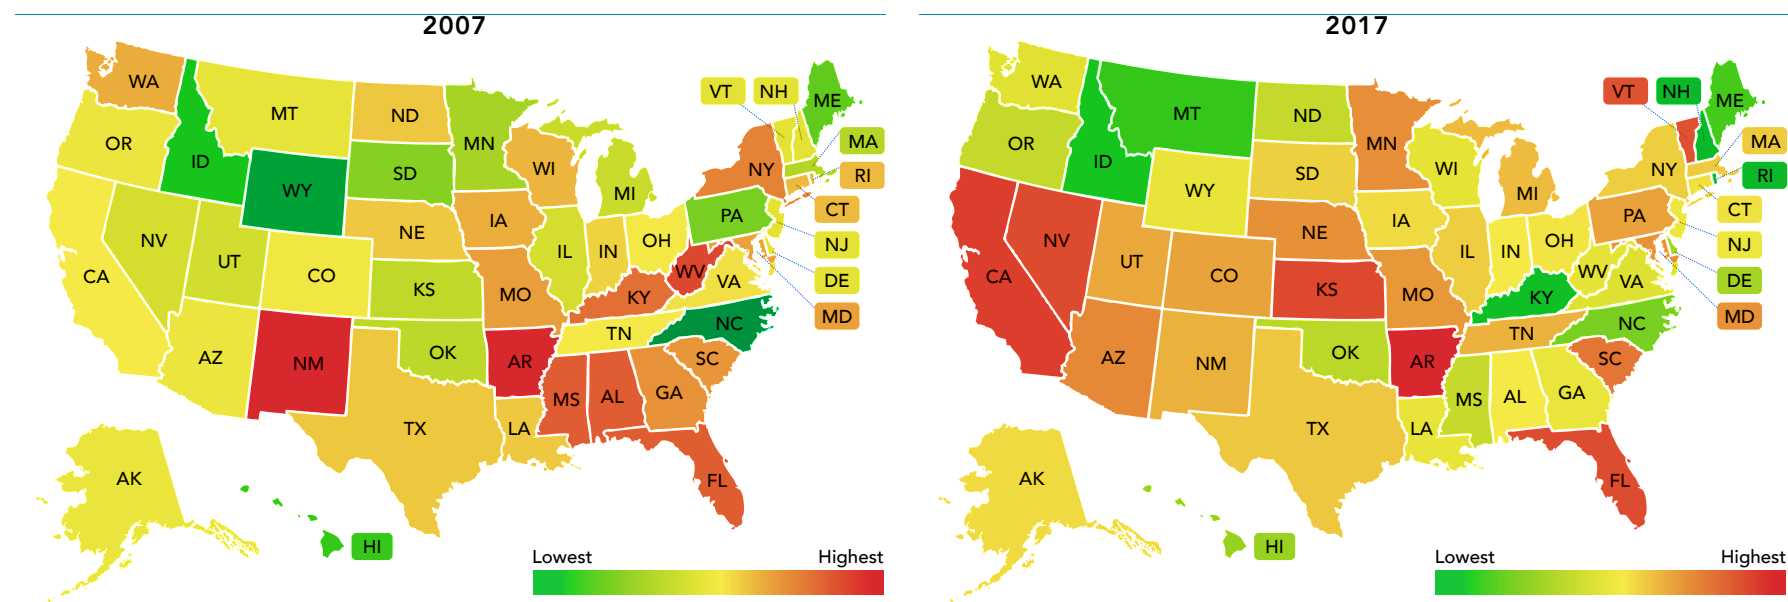 2007
WA
MT
ND
MN
VT
NH
ME
OR
ID
WY
SD
WI
MI
NY
MA
RI
CT
NV
UT
CO
NE
IA
IL
IN
OH
PA
NJ
DE
MD
CA
KS
MO
KY
WV
VA
AZ
NM
OK
AR
TN
NC
SC
TX
LA
MS
AL
GA
FL
AK
HI
Lowest
Highest
2017
WA
MT
ND
MN
VT
NH
ME
OR
ID
WY
SD
WI
MI
NY
MA
RI
CT
NV
UT
CO
NE
IA
IL
IN
OH
PA
NJ
DE
MD
CA
KS
MO
KY
WV
VA
AZ
NM
OK
AR
TN
NC
SC
TX
LA
MS
AL
GA
FL
AK
HI
Lowest
Highest